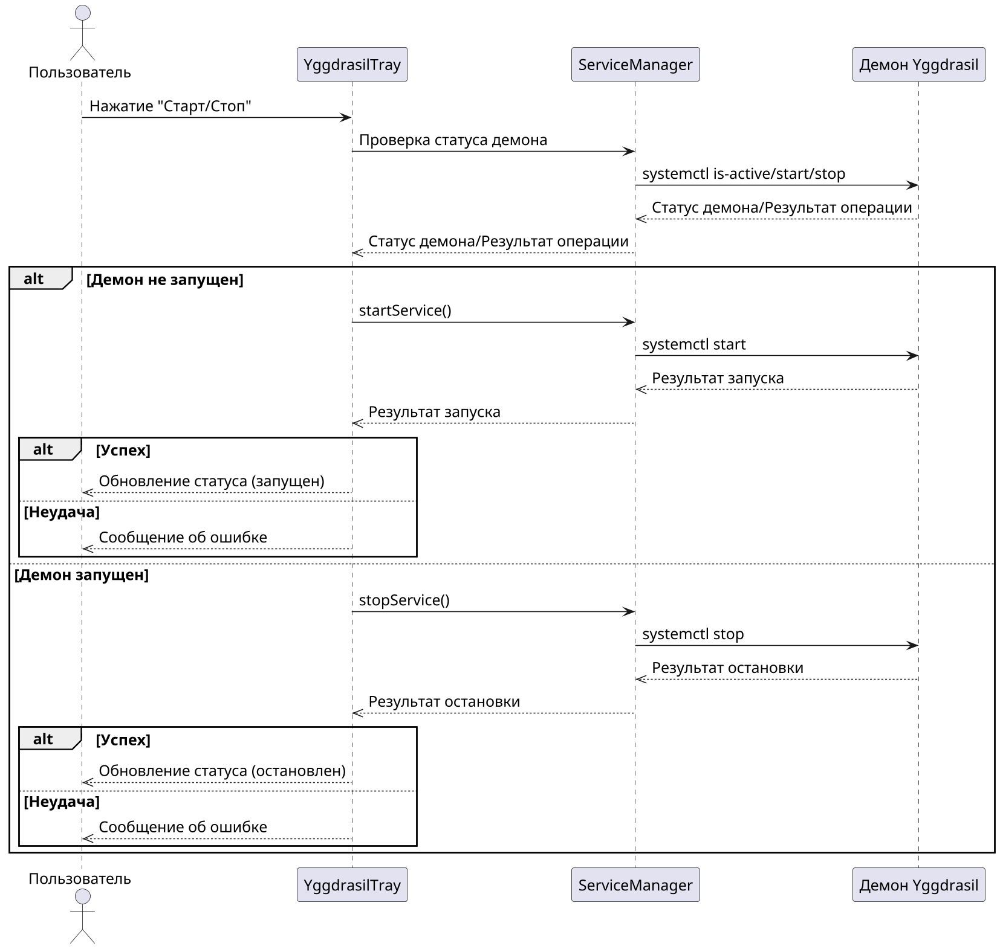 Пользователь
YggdrasilTray
ServiceManager
Демон Yggdrasil
Нажатие "Старт/Стоп"
Проверка статуса демона
systemctl is-active/start/stop
Статус демона/Результат операции
Статус демона/Результат операции
alt [Демон не запущен]
startService()
systemctl start
Результат запуска
Результат запуска
alt [Успех]
Обновление статуса (запущен)
[Неудача]
Сообщение об ошибке
[Демон запущен]
stopService()
systemctl stop
Результат остановки
Результат остановки
alt [Успех]
Обновление статуса (остановлен)
[Неудача]
Сообщение об ошибке
Пользователь
YggdrasilTray
ServiceManager
Демон Yggdrasil